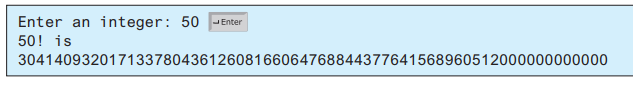 Enter an integer: 50 ↵Enter
50! is
30414093201713378043612608166064768844377641568960512000000000000